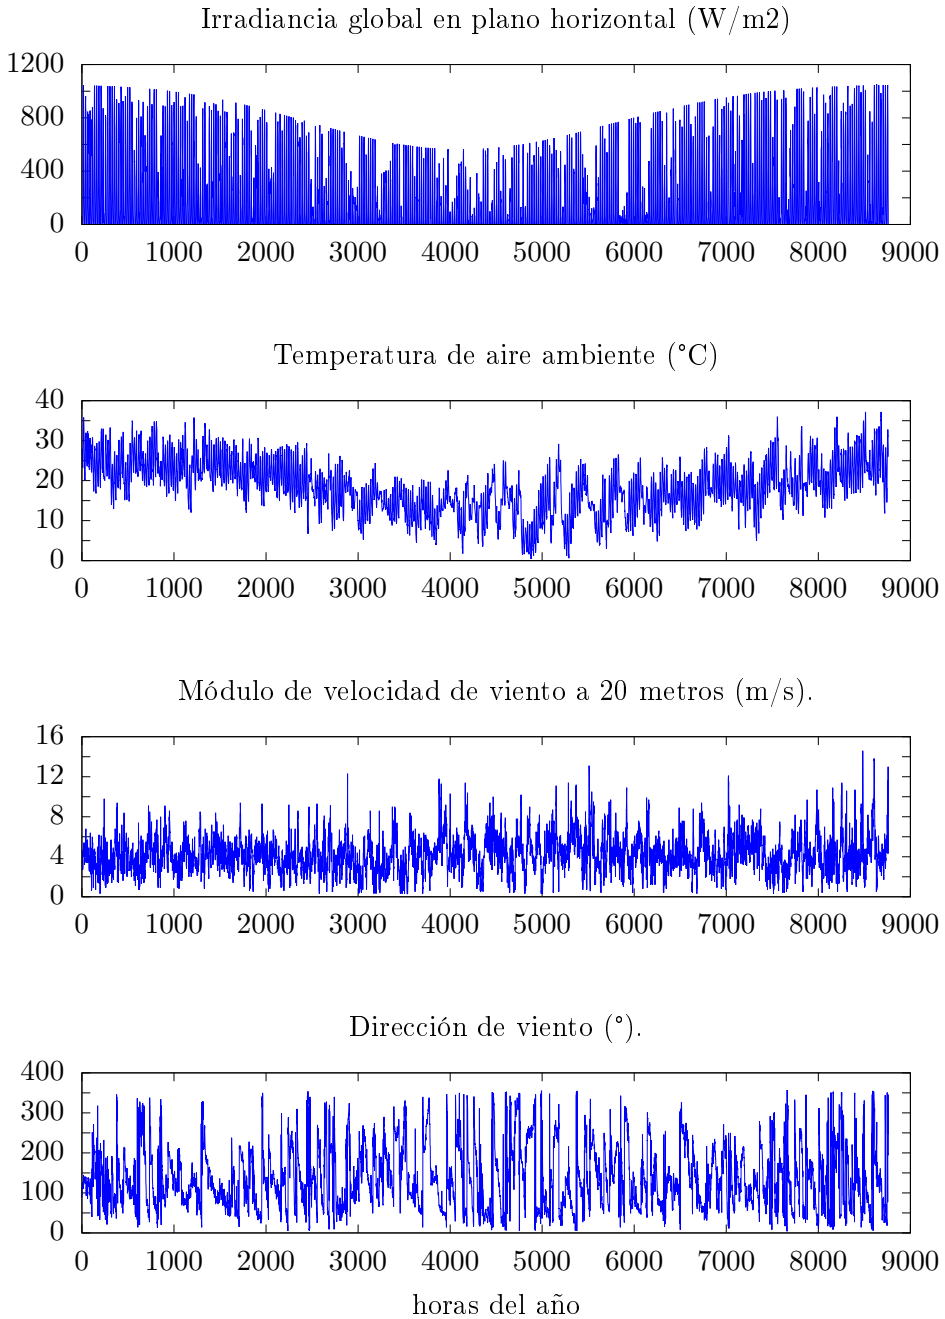 Irradiancia global en plano horizontal (W/m2)
1200
800
400
0
0 1000 2000 3000 4000 5000 6000 7000 8000 9000
Temperatura de aire ambiente (°C)
40
30
20
10
0
0 1000 2000 3000 4000 5000 6000 7000 8000 9000
Módulo de velocidad de viento a 20 metros (m/s).
16
12
8
4
0
0 1000 2000 3000 4000 5000 6000 7000 8000 9000
Dirección de viento (°).
400
300
200
100
0
0 1000 2000 3000 4000 5000 6000 7000 8000 9000
horas del año